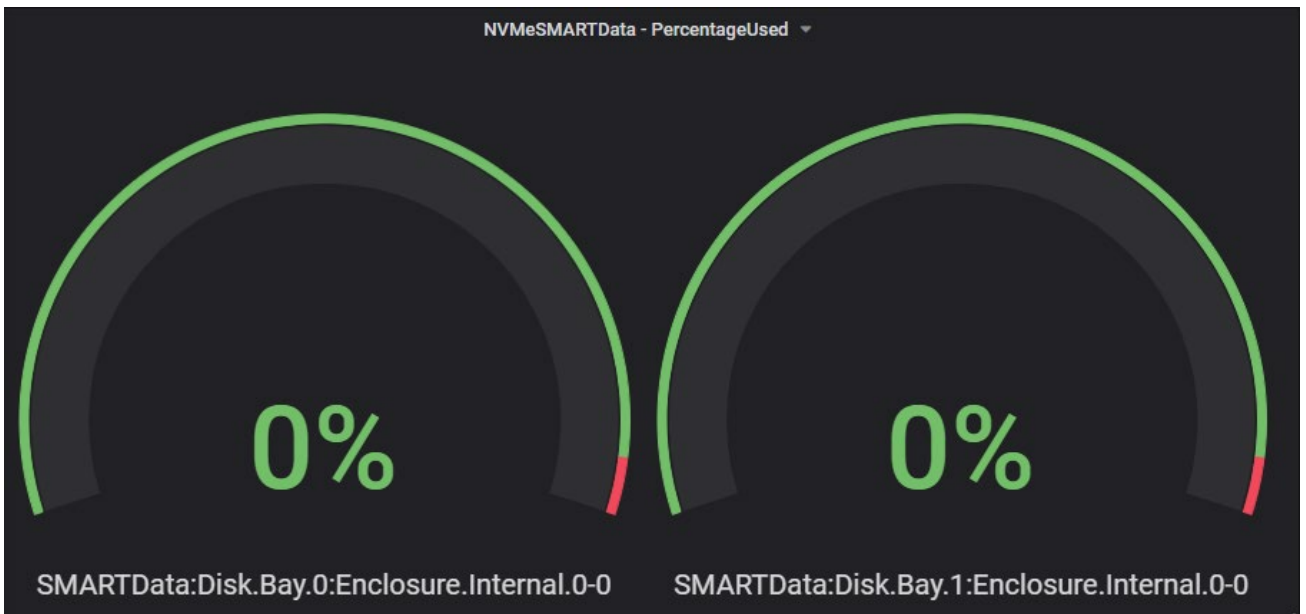 NVMeSMARTData - PercentageUsed
0%
0%
SMARTData:Disk.Bay.0:Enclosure.Internal.0-0
SMARTData:Disk.Bay.1:Enclosure.Internal.0-0